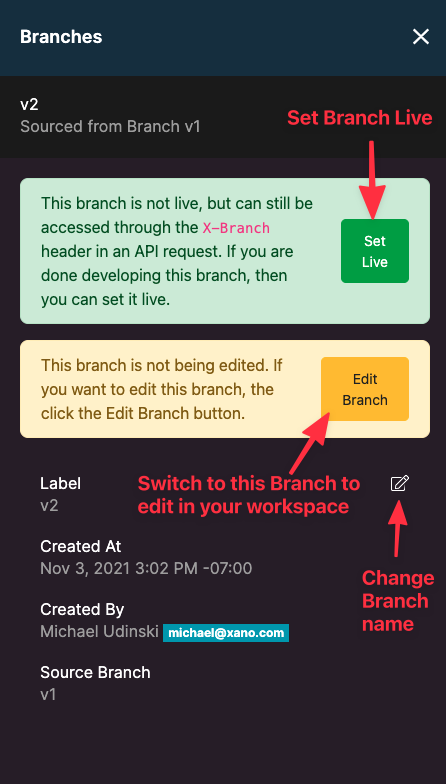 Branches
v2
Sourced from Branch v1
Set Branch Live
This branch is not live, but can still be
accessed through the X–Branch
header in an API request. If you are
done developing this branch, then
you can set it live.
Set
Live
This branch is not being edited. If
you want to edit this branch, the
click the Edit Branch button.
Edit
Branch
Label
v2
Switch to this Branch to
edit in your workspace
Change
Branch
name
Created At
Nov 3, 2021 3:02 PM -07:00
Created By
Michael Udinski michael@xano.com
Source Branch
v1